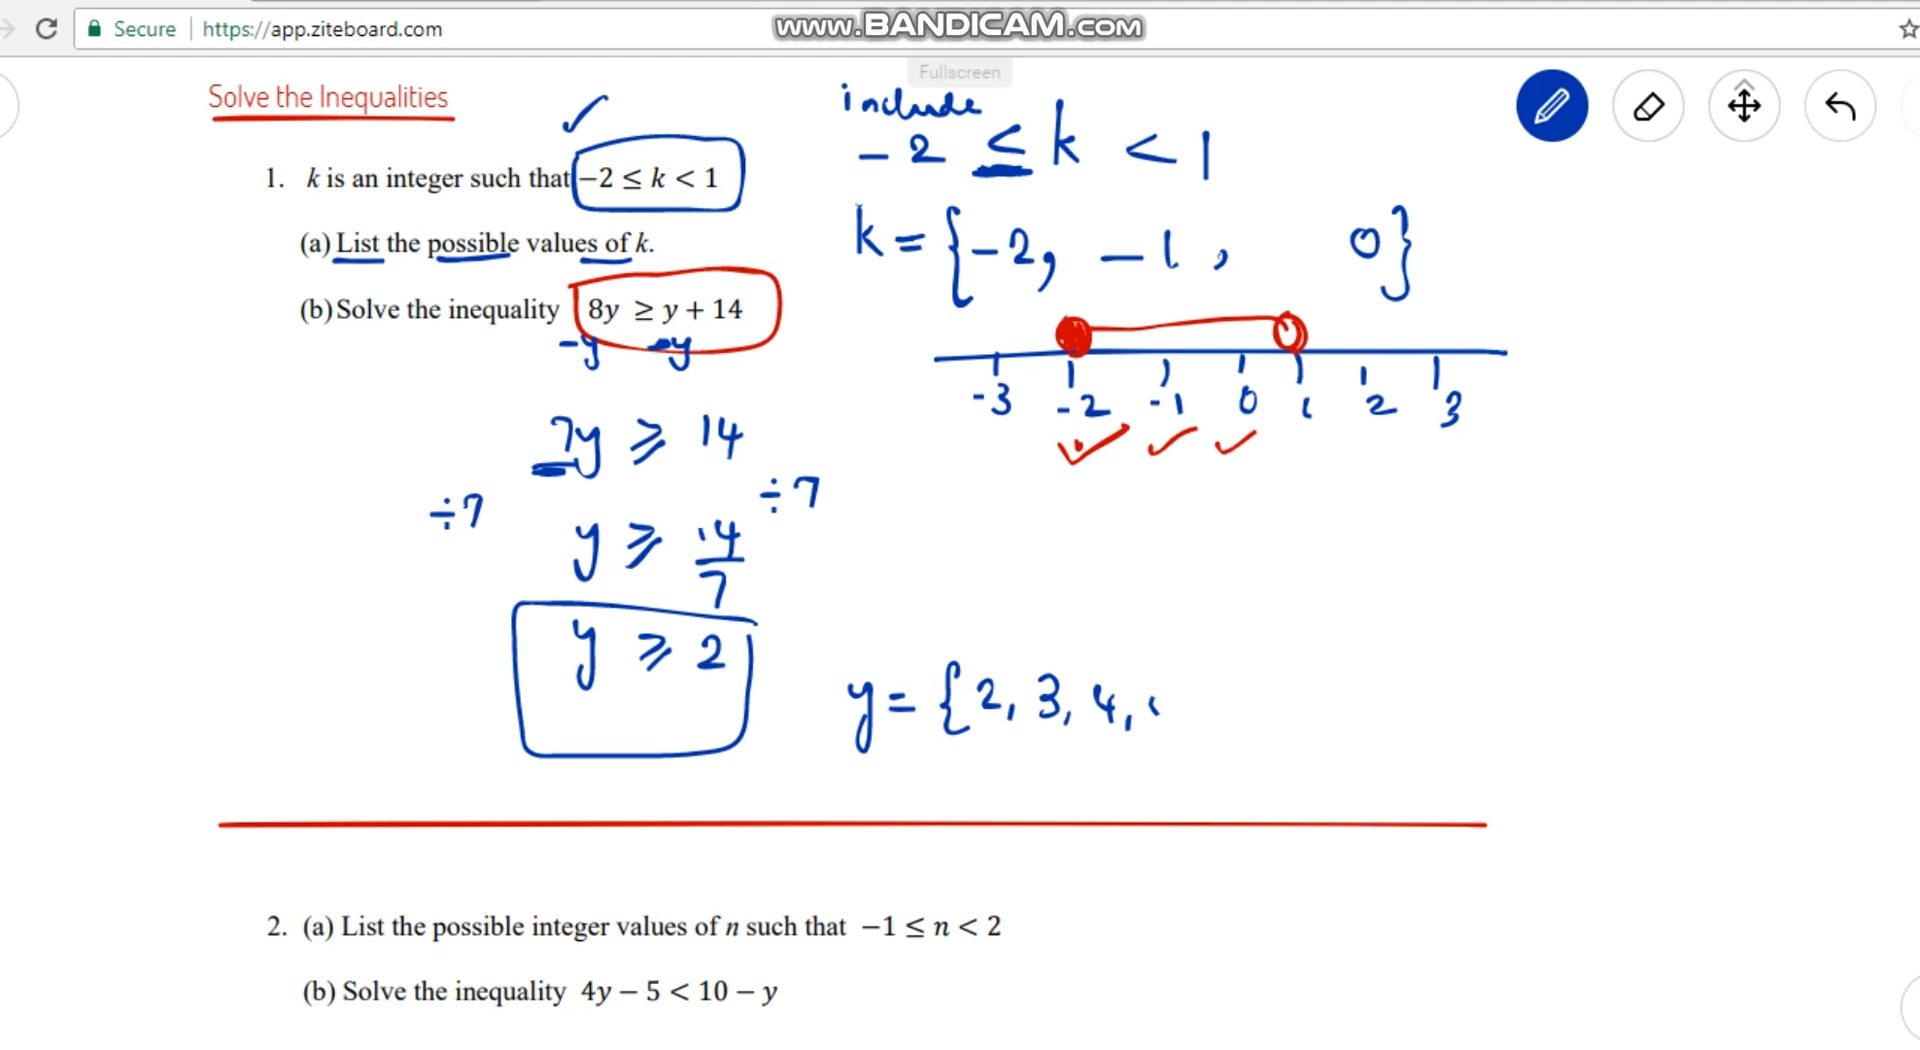 Secure https://app.ziteboard.com
www.BANDICAM.com
Fullscreen
Solve the Inequalities
1. k is an integer such that −2 ≤ k < 1
(a) List the possible values of k.
(b) Solve the inequality 8y ≥ y + 14
−y −y
7y ≥ 14
÷7 ÷7
y ≥ 14/7
y ≥ 2
include
−2 ≤ k < 1
k = {−2, −1, 0}
-3 -2 -1 0 1 2 3
y = {2, 3, 4,
2. (a) List the possible integer values of n such that −1 ≤ n < 2
(b) Solve the inequality 4y − 5 < 10 − y